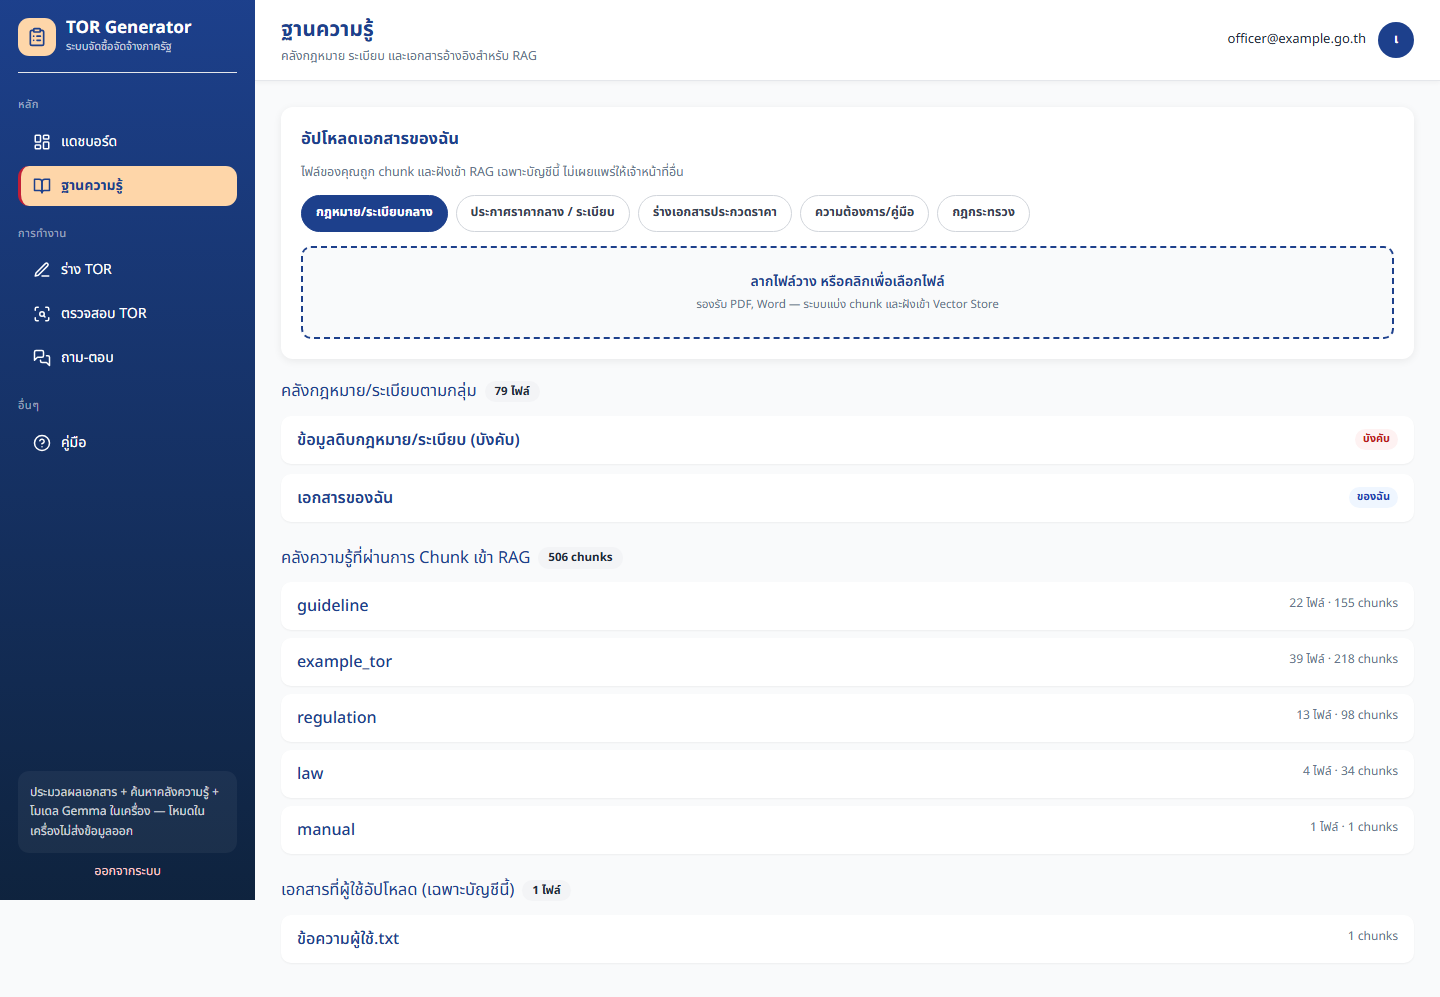 TOR Generator
ระบบจัดซื้อจัดจ้างภาครัฐ
หลัก
แดชบอร์ด
ฐานความรู้
การทำงาน
ร่าง TOR
ตรวจสอบ TOR
ถาม-ตอบ
อื่นๆ
คู่มือ
ประมวลผลเอกสาร + ค้นหาคลังความรู้ +
โมเดล Gemma ในเครื่อง — โหมดใน
เครื่องไม่ส่งข้อมูลออก
ออกจากระบบ
ฐานความรู้
คลังกฎหมาย ระเบียบ และเอกสารอ้างอิงสำหรับ RAG
officer@example.go.th
เ
อัปโหลดเอกสารของฉัน
ไฟล์ของคุณถูก chunk และฝังเข้า RAG เฉพาะบัญชีนี้ ไม่เผยแพร่ให้เจ้าหน้าที่อื่น
กฎหมาย/ระเบียบกลาง
ประกาศราคากลาง / ระเบียบ
ร่างเอกสารประกวดราคา
ความต้องการ/คู่มือ
กฎกระทรวง
ลากไฟล์วาง หรือคลิกเพื่อเลือกไฟล์
รองรับ PDF, Word — ระบบแบ่ง chunk และฝังเข้า Vector Store
คลังกฎหมาย/ระเบียบตามกลุ่ม 79 ไฟล์
ข้อมูลดิบกฎหมาย/ระเบียบ (บังคับ) บังคับ
เอกสารของฉัน ของฉัน
คลังความรู้ที่ผ่านการ Chunk เข้า RAG 506 chunks
guideline 22 ไฟล์ · 155 chunks
example_tor 39 ไฟล์ · 218 chunks
regulation 13 ไฟล์ · 98 chunks
law 4 ไฟล์ · 34 chunks
manual 1 ไฟล์ · 1 chunks
เอกสารที่ผู้ใช้อัปโหลด (เฉพาะบัญชีนี้) 1 ไฟล์
ข้อความผู้ใช้.txt 1 chunks